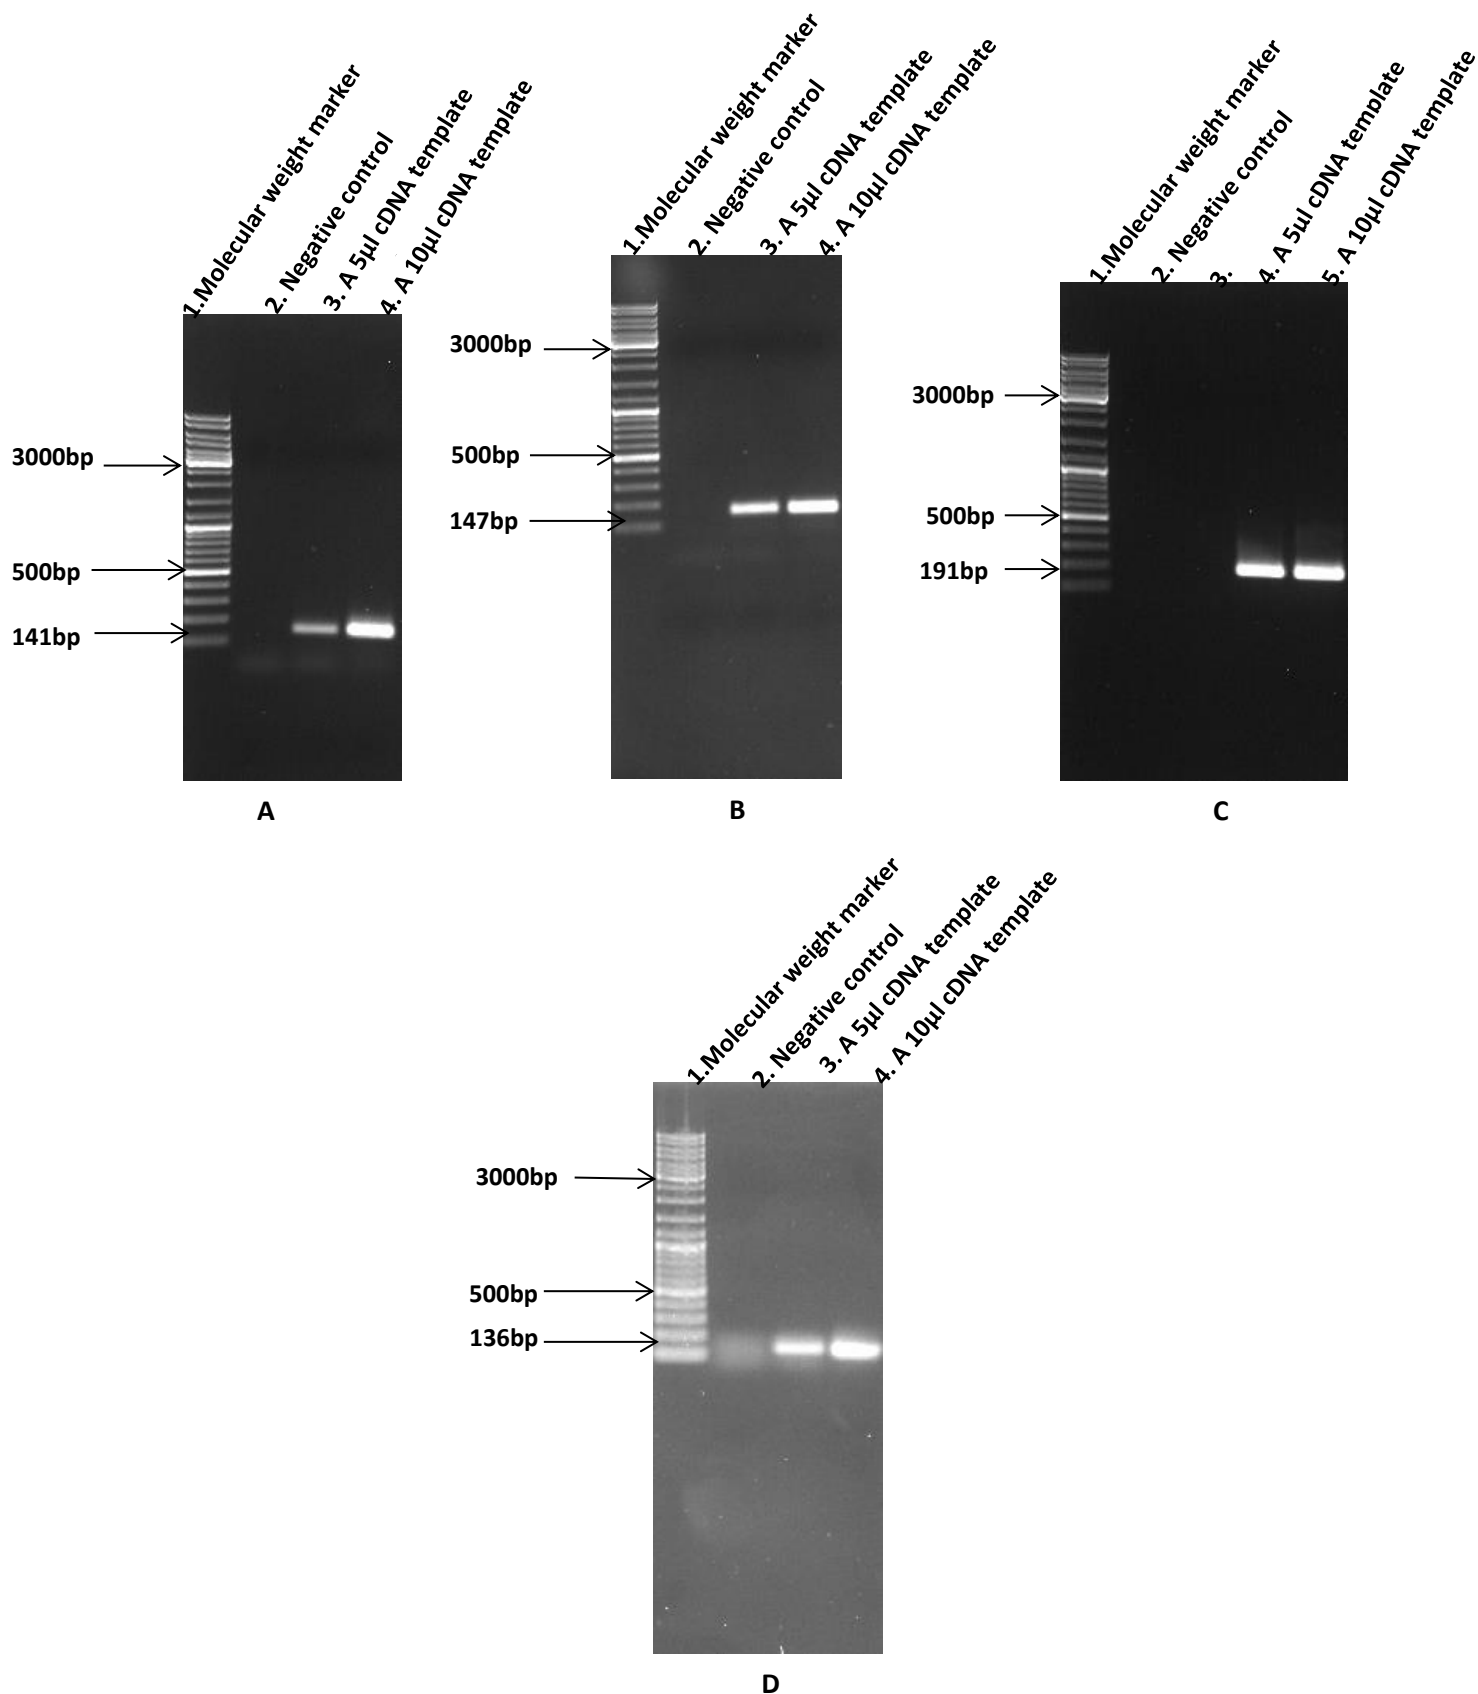 1.Molecular weight marker
2. Negative control
3. A 5µl cDNA template
4. A 10µl cDNA template
3000bp
500bp
141bp
A
1.Molecular weight marker
2. Negative control
3. A 5µl cDNA template
4. A 10µl cDNA template
3000bp
500bp
147bp
B
1.Molecular weight marker
2. Negative control
3.
4. A 5µl cDNA template
5. A 10µl cDNA template
3000bp
500bp
191bp
C
1.Molecular weight marker
2. Negative control
3. A 5µl cDNA template
4. A 10µl cDNA template
3000bp
500bp
136bp
D